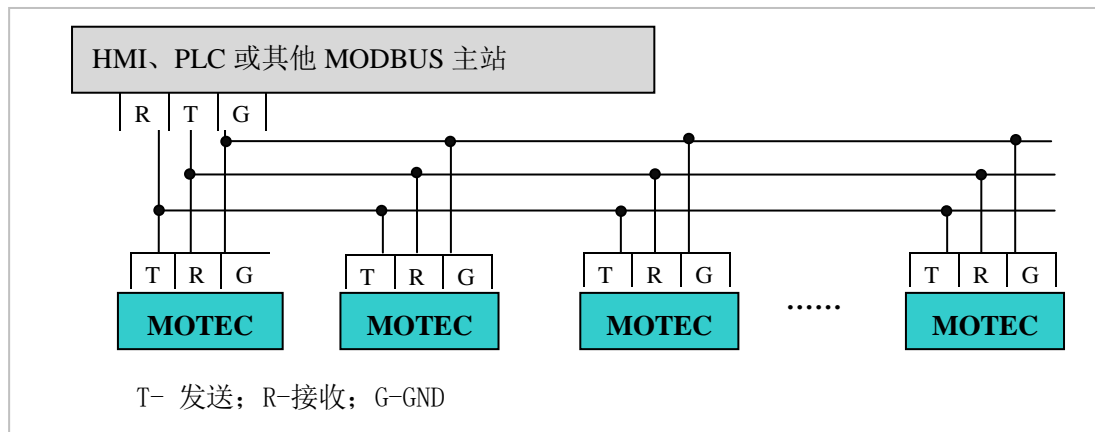 HMI、PLC 或其他 MODBUS 主站
R T G
T R G T R G T R G T R G
MOTEC MOTEC MOTEC …… MOTEC
T- 发送；R-接收；G-GND